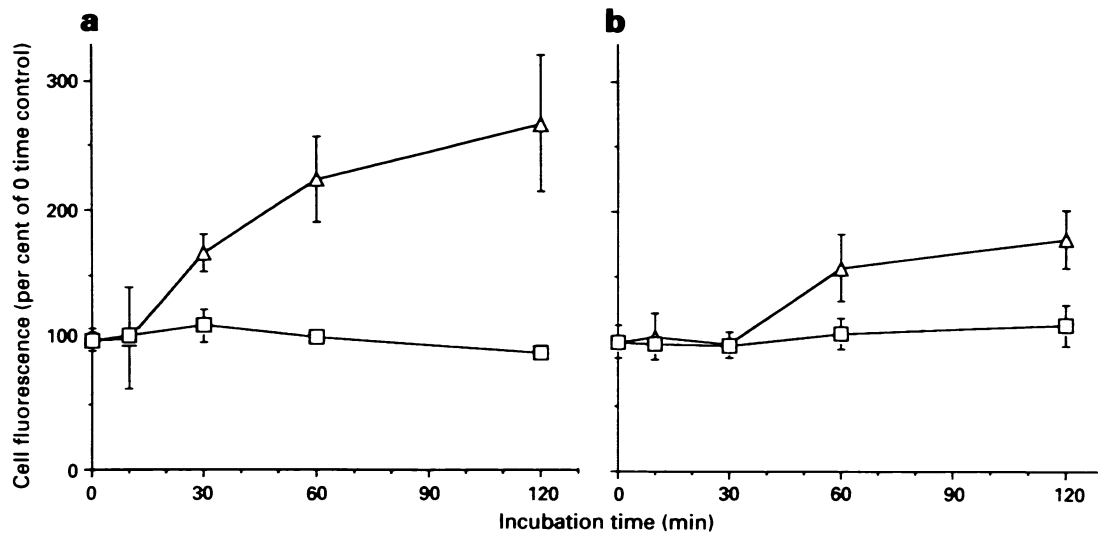 a
b
Cell fluorescence (per cent of 0 time control)
300
200
100
0
0 30 60 90 120
0 30 60 90 120
Incubation time (min)